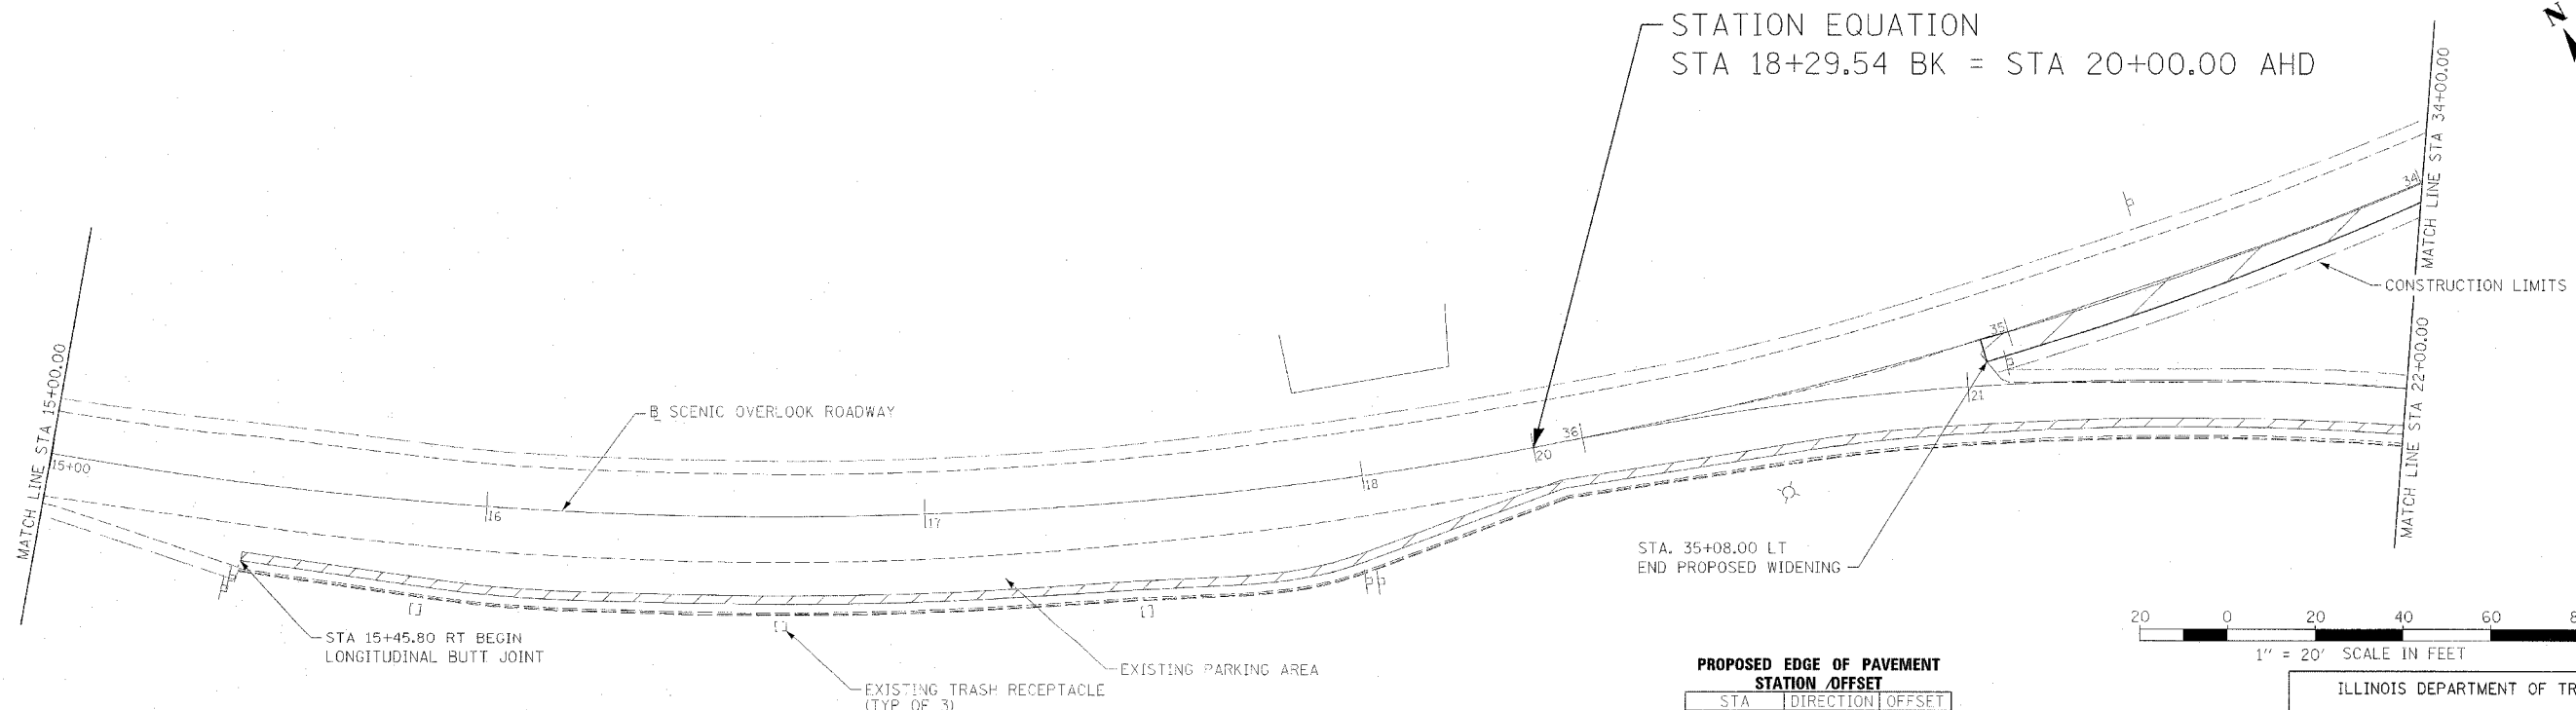 N
STATION EQUATION
STA 18+29.54 BK = STA 20+00.00 AHD
MATCH LINE STA 34+00.00
34
CONSTRUCTION LIMITS
35
MATCH LINE STA 22+00.00
21
MATCH LINE STA 15+00.00
15+00
B SCENIC OVERLOOK ROADWAY
16
17
18
20
36
STA. 35+08.00 LT
END PROPOSED WIDENING
STA 15+45.80 RT BEGIN
LONGITUDINAL BUTT JOINT
EXISTING TRASH RECEPTACLE
(TYP OF 3)
EXISTING PARKING AREA
20 0 20 40 60
1" = 20' SCALE IN FEET
PROPOSED EDGE OF PAVEMENT
STATION /OFFSET
STA DIRECTION OFFSET
ILLINOIS DEPARTMENT OF TR